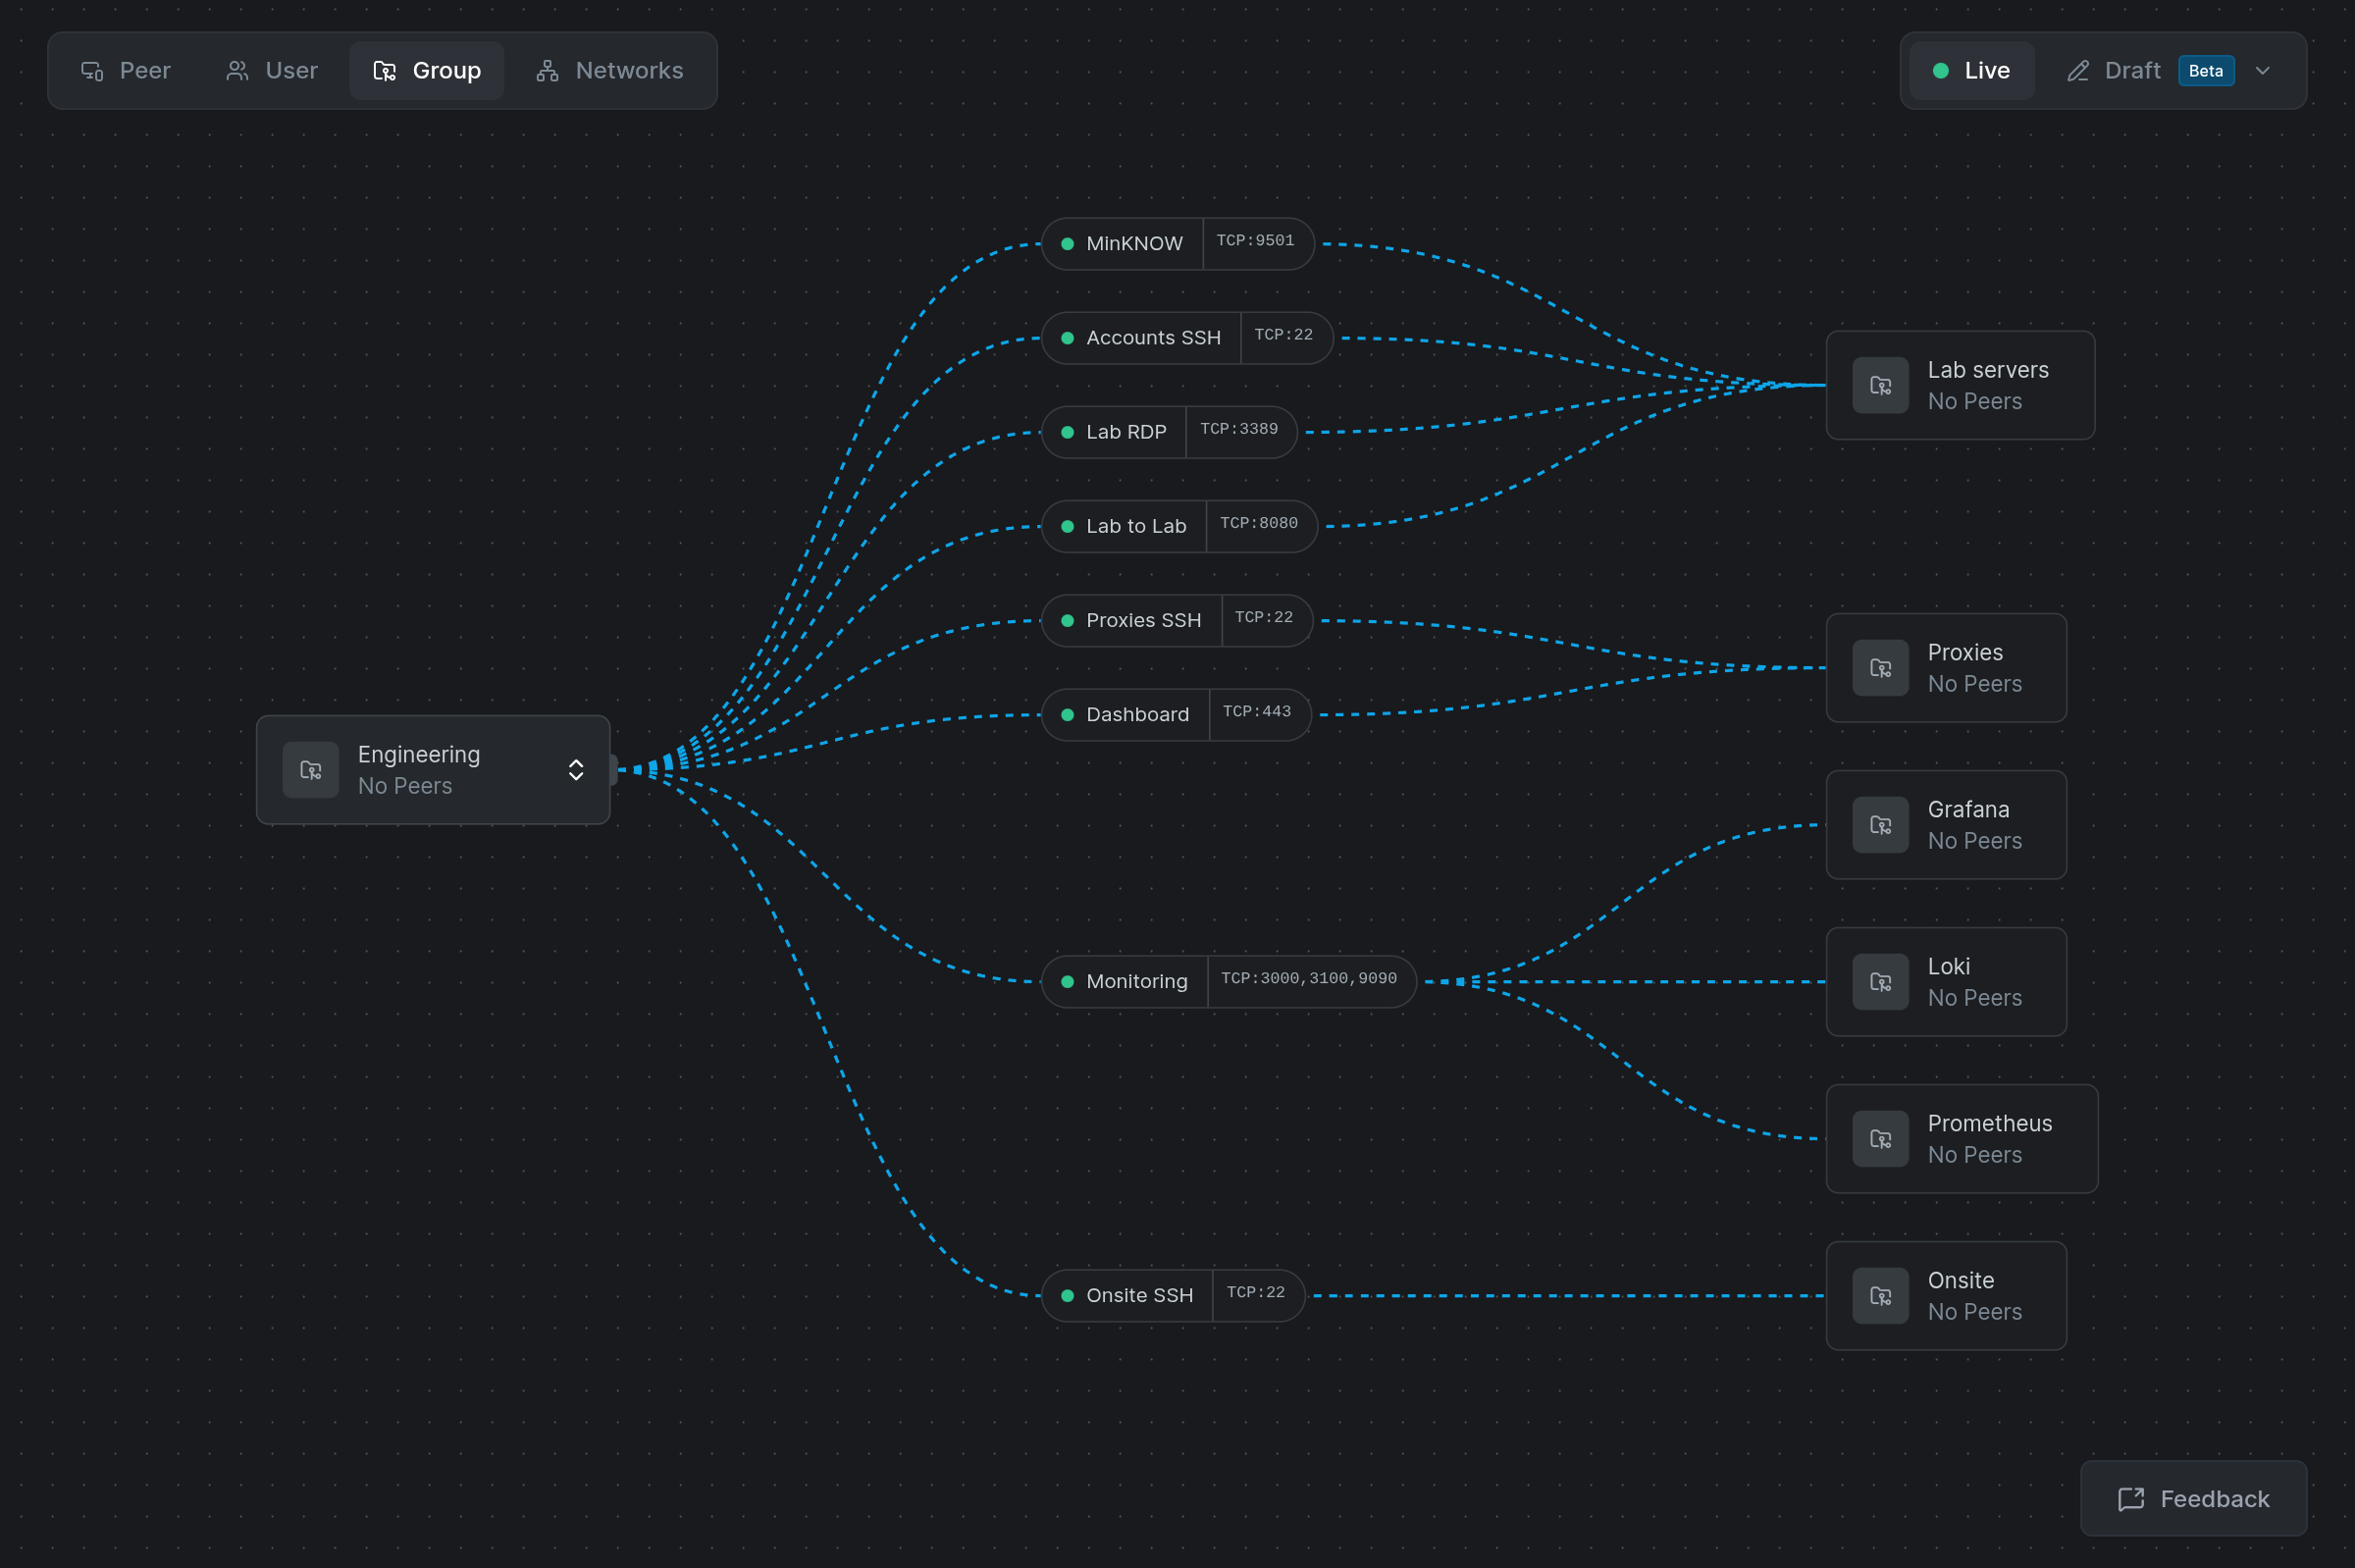 Peer
User
Group
Networks
Live
Draft
Beta
MinKNOW
TCP:9501
Accounts SSH
TCP:22
Lab servers
No Peers
Lab RDP
TCP:3389
Lab to Lab
TCP:8080
Proxies SSH
TCP:22
Proxies
No Peers
Dashboard
TCP:443
Engineering
No Peers
Grafana
No Peers
Monitoring
TCP:3000,3100,9090
Loki
No Peers
Prometheus
No Peers
Onsite SSH
TCP:22
Onsite
No Peers
Feedback